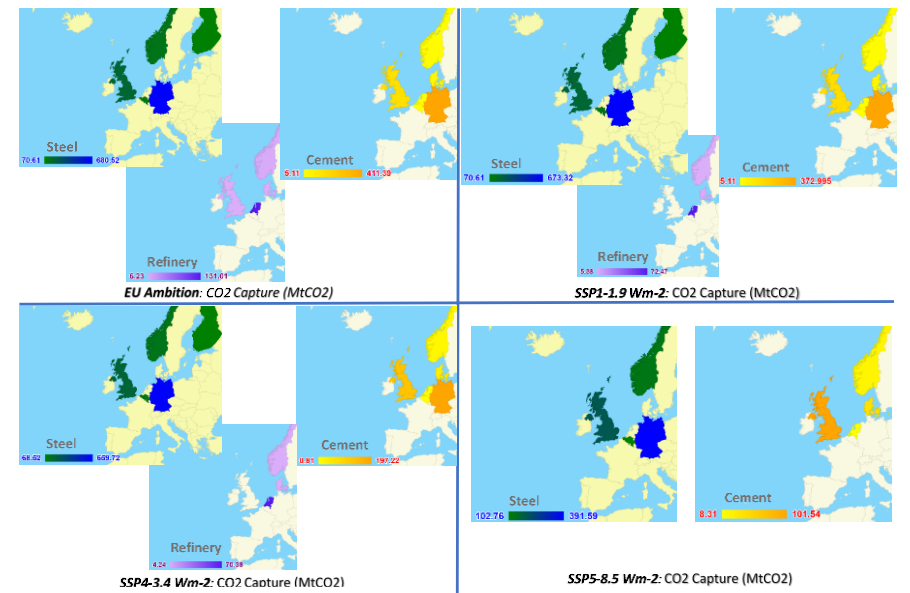 Steel
70.61 680.52
Cement
5.11 411.39
Refinery
6.23 131.01
EU Ambition: CO2 Capture (MtCO2)
Steel
70.61 673.32
Cement
5.11 372.995
Refinery
5.38 72.47
SSP1-1.9 Wm-2: CO2 Capture (MtCO2)
Steel
68.62 669.72
Cement
0.81 197.22
Refinery
4.24 70.38
SSP4-3.4 Wm-2: CO2 Capture (MtCO2)
Steel
102.76 391.59
Cement
8.31 101.54
SSP5-8.5 Wm-2: CO2 Capture (MtCO2)